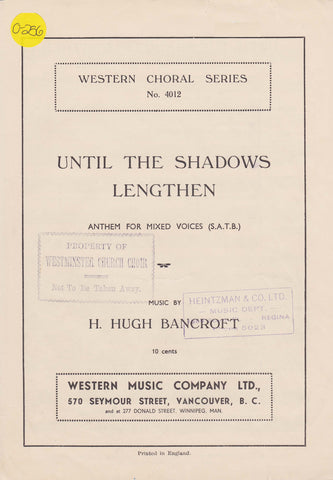 0-256
WESTERN CHORAL SERIES
No. 4012
UNTIL THE SHADOWS
LENGTHEN
ANTHEM FOR MIXED VOICES (S.A.T.B.)
PROPERTY OF
WESTMINSTER CHURCH CHOIR
Not To Be Taken Away.
MUSIC BY
HEINTZMAN & CO. LTD.
MUSIC DEPT.
REGINA
5023
H. HUGH BANCROFT
10 cents
WESTERN MUSIC COMPANY LTD.,
570 SEYMOUR STREET, VANCOUVER, B. C.
and at 277 DONALD STREET, WINNIPEG, MAN.
Printed in England.